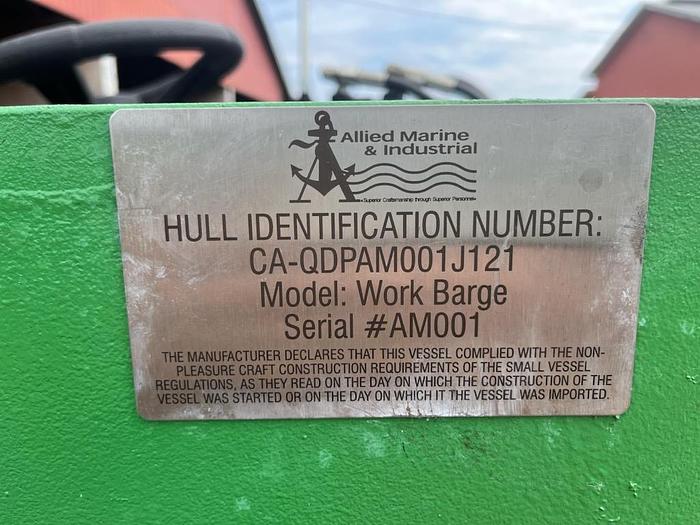 Allied Marine
& Industrial
Superior Craftsmanship through Superior Personnel
HULL IDENTIFICATION NUMBER:
CA-QDPAM001J121
Model: Work Barge
Serial #AM001
THE MANUFACTURER DECLARES THAT THIS VESSEL COMPLIED WITH THE NON-
PLEASURE CRAFT CONSTRUCTION REQUIREMENTS OF THE SMALL VESSEL
REGULATIONS, AS THEY READ ON THE DAY ON WHICH THE CONSTRUCTION OF THE
VESSEL WAS STARTED OR ON THE DAY ON WHICH IT THE VESSEL WAS IMPORTED.